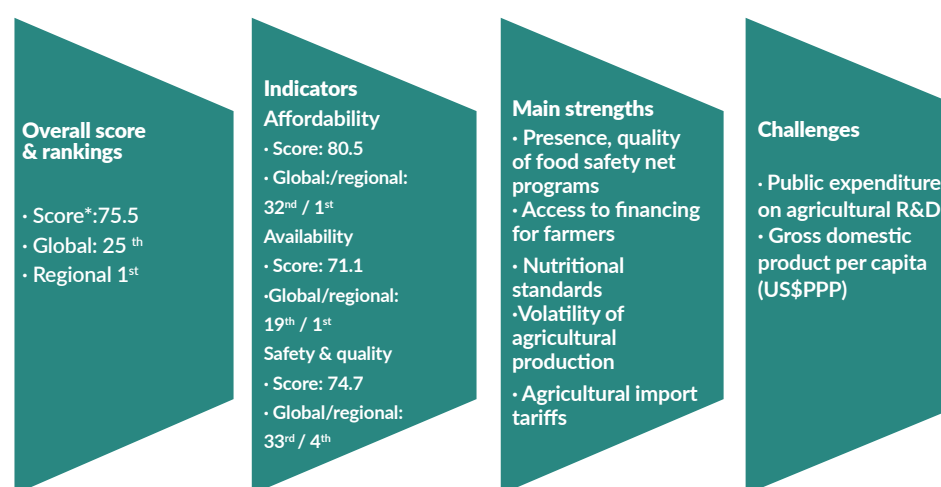 Overall score
& rankings
· Score*:75.5
· Global: 25 th
· Regional 1st
Indicators
Affordability
· Score: 80.5
· Global:/regional:
32nd / 1st
Availability
· Score: 71.1
·Global/regional:
19th / 1st
Safety & quality
· Score: 74.7
· Global/regional:
33rd / 4th
Main strengths
· Presence, quality
of food safety net
programs
· Access to financing
for farmers
· Nutritional
standards
·Volatility of
agricultural
production
· Agricultural import
tariffs
Challenges
· Public expenditure
on agricultural R&D
· Gross domestic
product per capita
(US$PPP)